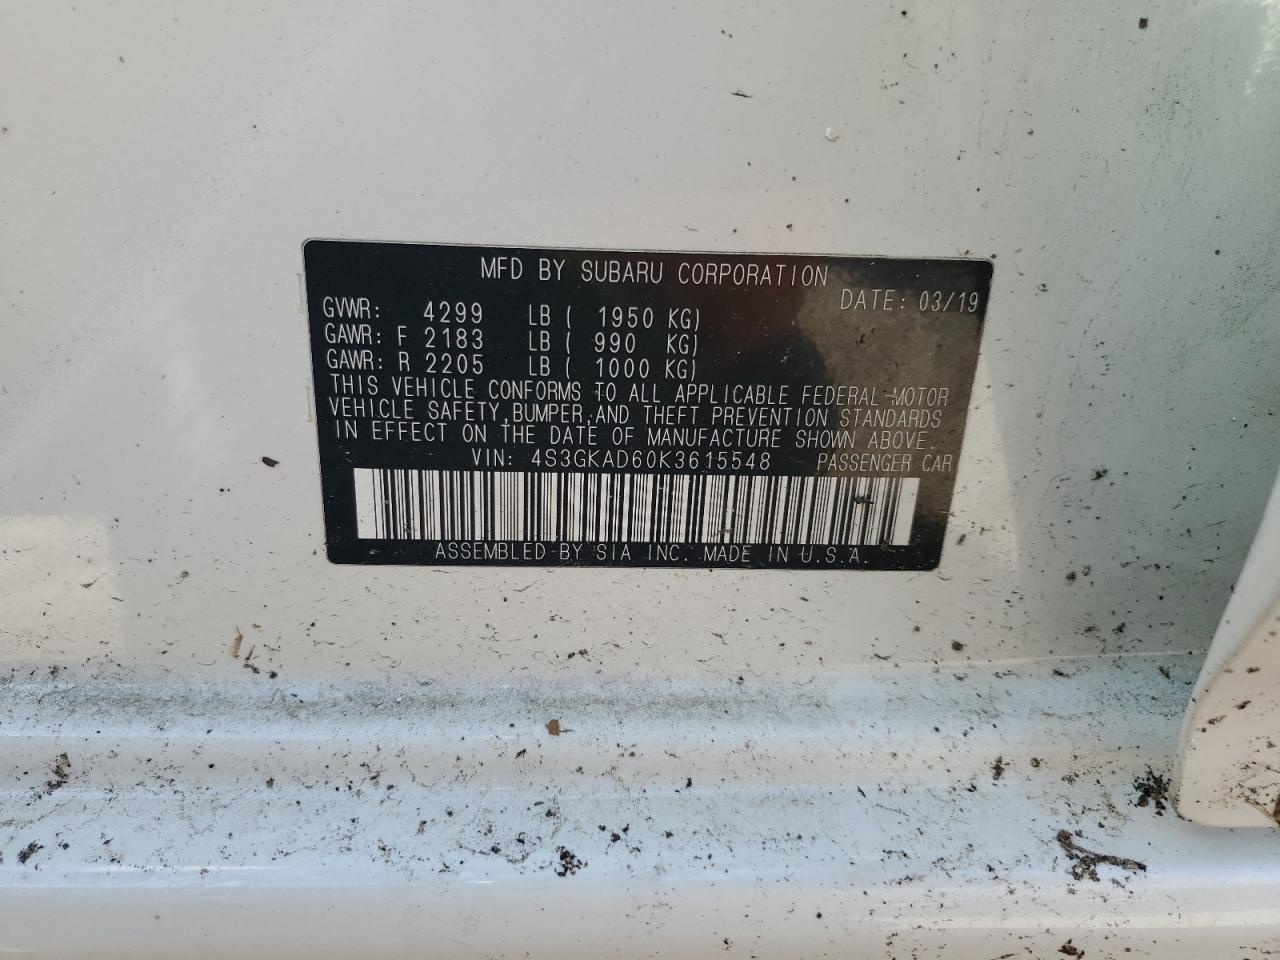 MFD BY SUBARU CORPORATION
DATE: 03/19
GVWR: 4299 LB ( 1950 KG)
GAWR: F 2183 LB ( 990 KG)
GAWR: R 2205 LB ( 1000 KG)
THIS VEHICLE CONFORMS TO ALL APPLICABLE FEDERAL MOTOR
VEHICLE SAFETY, BUMPER, AND THEFT PREVENTION STANDARDS
IN EFFECT ON THE DATE OF MANUFACTURE SHOWN ABOVE.
VIN: 4S3GKAD60K3615548 PASSENGER CAR
ASSEMBLED BY SIA INC. MADE IN U.S.A.